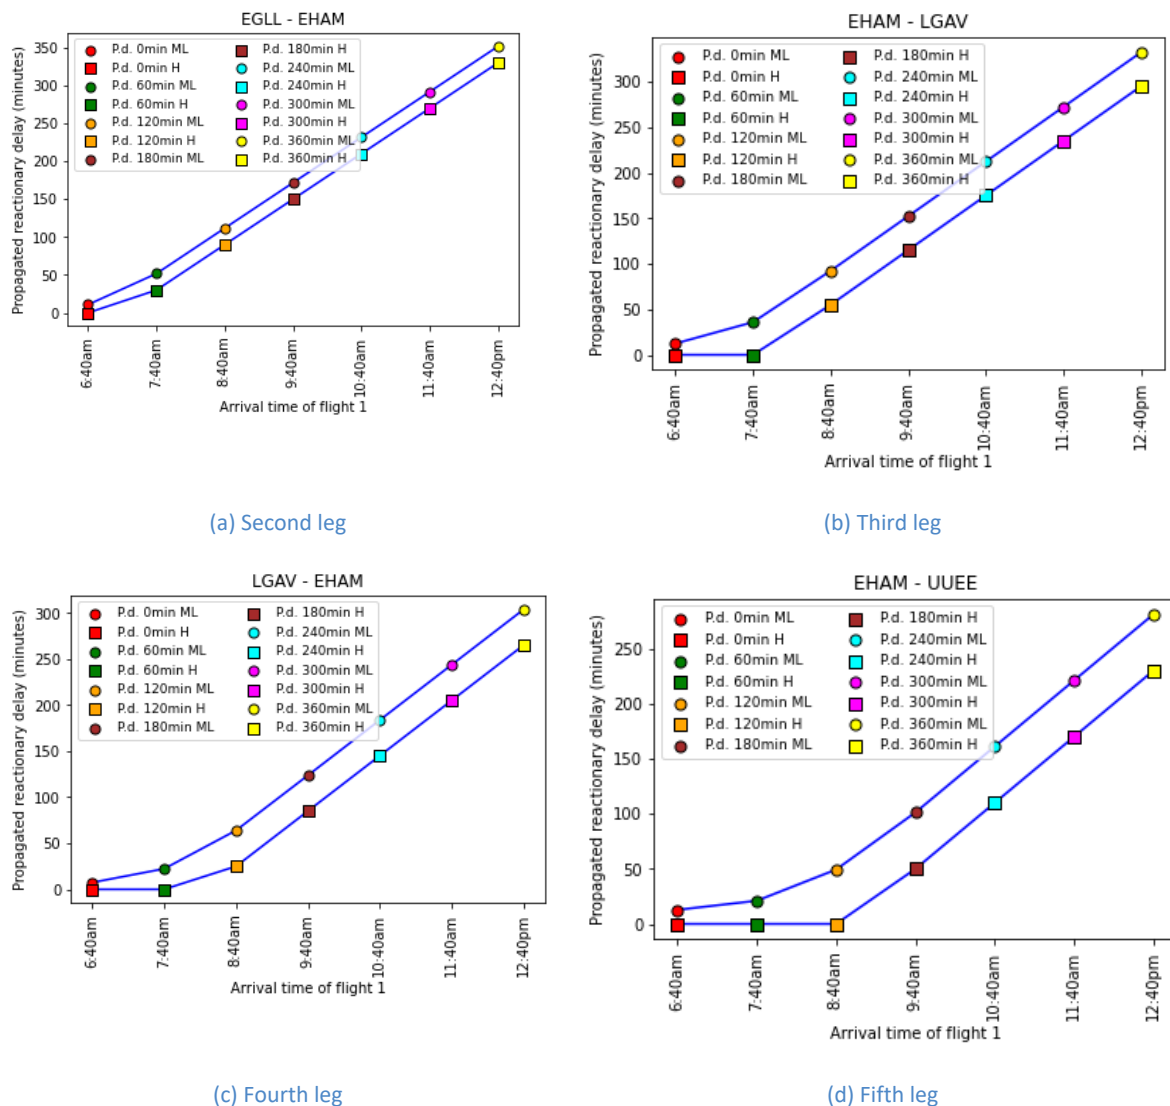 EGLL - EHAM
Propagated reactionary delay (minutes)
350
300
250
200
150
100
50
0
P.d. 0min ML
P.d. 0min H
P.d. 60min ML
P.d. 60min H
P.d. 120min ML
P.d. 120min H
P.d. 180min ML
P.d. 180min H
P.d. 240min ML
P.d. 240min H
P.d. 300min ML
P.d. 300min H
P.d. 360min ML
P.d. 360min H
6:40am
7:40am
8:40am
9:40am
10:40am
11:40am
12:40pm
Arrival time of flight 1
(a) Second leg
EHAM - LGAV
Propagated reactionary delay (minutes)
300
250
200
150
100
50
0
P.d. 0min ML
P.d. 0min H
P.d. 60min ML
P.d. 60min H
P.d. 120min ML
P.d. 120min H
P.d. 180min ML
P.d. 180min H
P.d. 240min ML
P.d. 240min H
P.d. 300min ML
P.d. 300min H
P.d. 360min ML
P.d. 360min H
6:40am
7:40am
8:40am
9:40am
10:40am
11:40am
12:40pm
Arrival time of flight 1
(b) Third leg
LGAV - EHAM
Propagated reactionary delay (minutes)
300
250
200
150
100
50
0
P.d. 0min ML
P.d. 0min H
P.d. 60min ML
P.d. 60min H
P.d. 120min ML
P.d. 120min H
P.d. 180min ML
P.d. 180min H
P.d. 240min ML
P.d. 240min H
P.d. 300min ML
P.d. 300min H
P.d. 360min ML
P.d. 360min H
6:40am
7:40am
8:40am
9:40am
10:40am
11:40am
12:40pm
Arrival time of flight 1
(c) Fourth leg
EHAM - UUEE
Propagated reactionary delay (minutes)
250
200
150
100
50
0
P.d. 0min ML
P.d. 0min H
P.d. 60min ML
P.d. 60min H
P.d. 120min ML
P.d. 120min H
P.d. 180min ML
P.d. 180min H
P.d. 240min ML
P.d. 240min H
P.d. 300min ML
P.d. 300min H
P.d. 360min ML
P.d. 360min H
6:40am
7:40am
8:40am
9:40am
10:40am
11:40am
12:40pm
Arrival time of flight 1
(d) Fifth leg